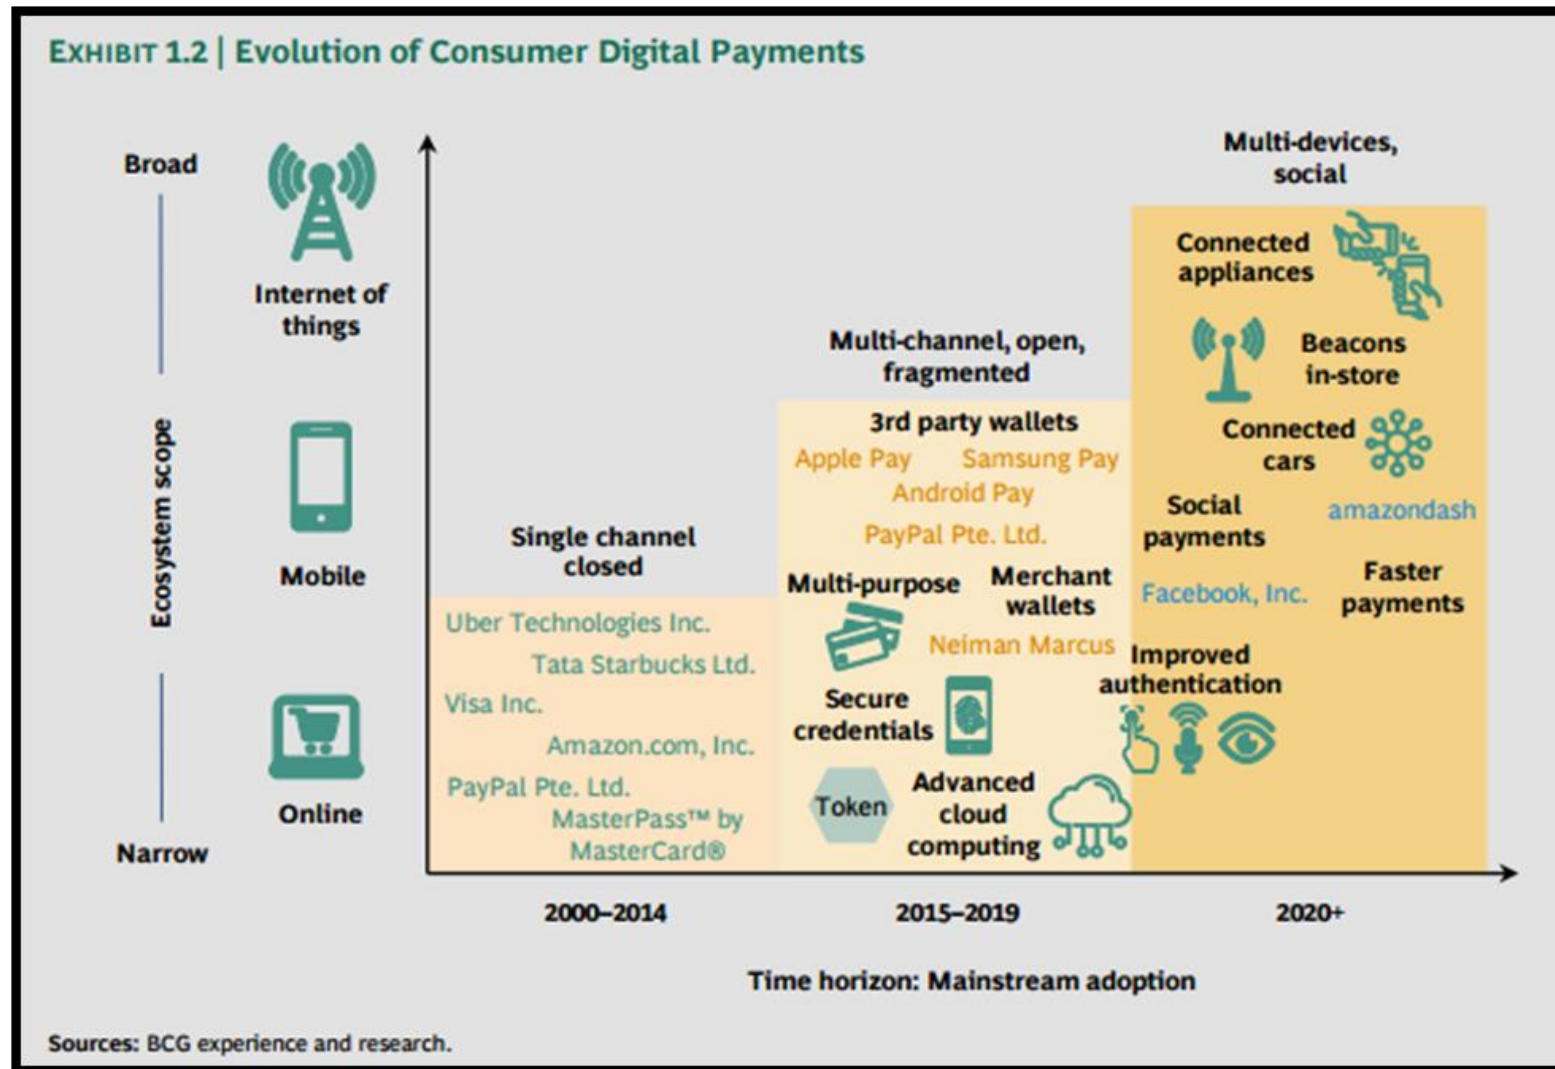 EXHIBIT 1.2 | Evolution of Consumer Digital Payments
Broad
Internet of
things
Ecosystem scope
Mobile
Online
Narrow
Single channel
closed
Uber Technologies Inc.
Tata Starbucks Ltd.
Visa Inc.
Amazon.com, Inc.
PayPal Pte. Ltd.
MasterPass™ by
MasterCard®
Multi-channel, open,
fragmented
3rd party wallets
Apple Pay Samsung Pay
Android Pay
PayPal Pte. Ltd.
Multi-purpose
Merchant
wallets
Neiman Marcus
Secure
credentials
Token
Advanced
cloud
computing
Multi-devices,
social
Connected
appliances
Beacons
in-store
Connected
cars
Social
payments
amazondash
Facebook, Inc.
Faster
payments
Improved
authentication
2000–2014
2015–2019
2020+
Time horizon: Mainstream adoption
Sources: BCG experience and research.